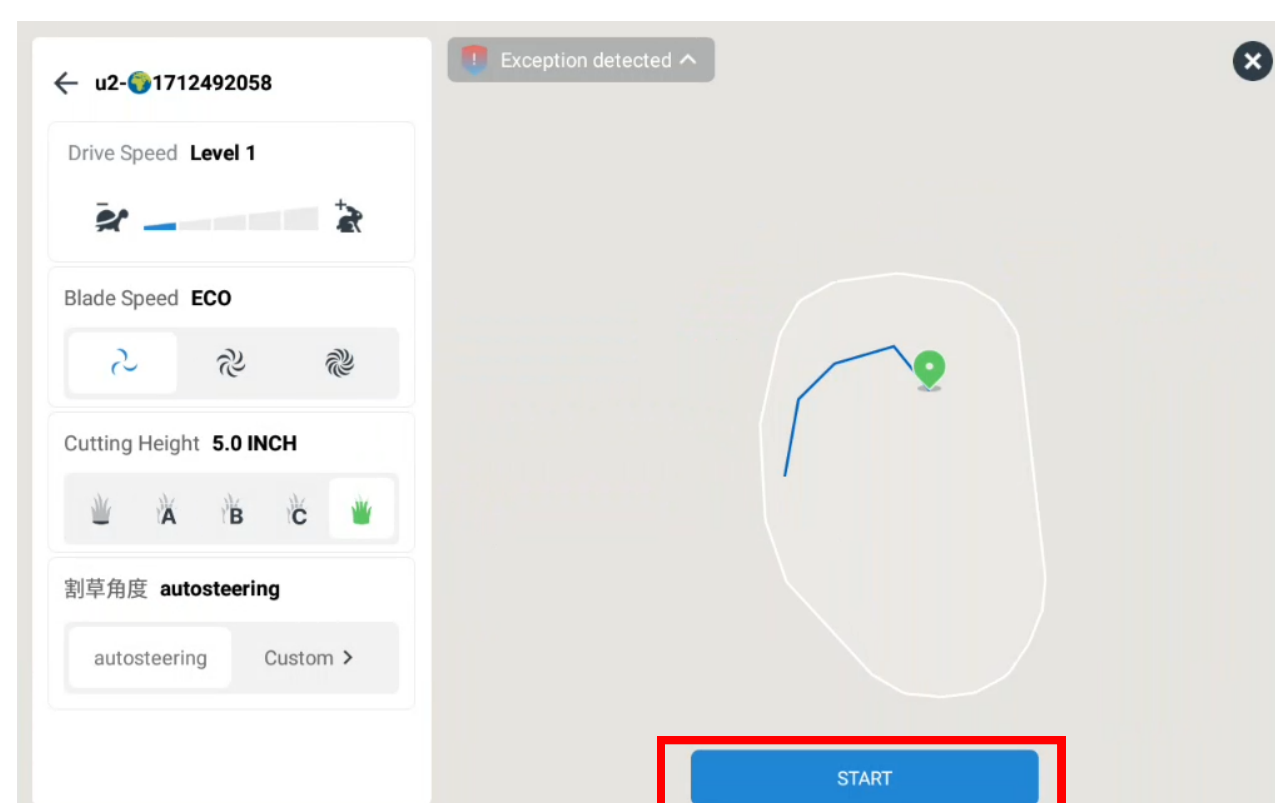 u2-🌍1712492058
Exception detected
Drive Speed Level 1
Blade Speed ECO
Cutting Height 5.0 INCH
A B C
割草角度 autosteering
autosteering Custom >
START